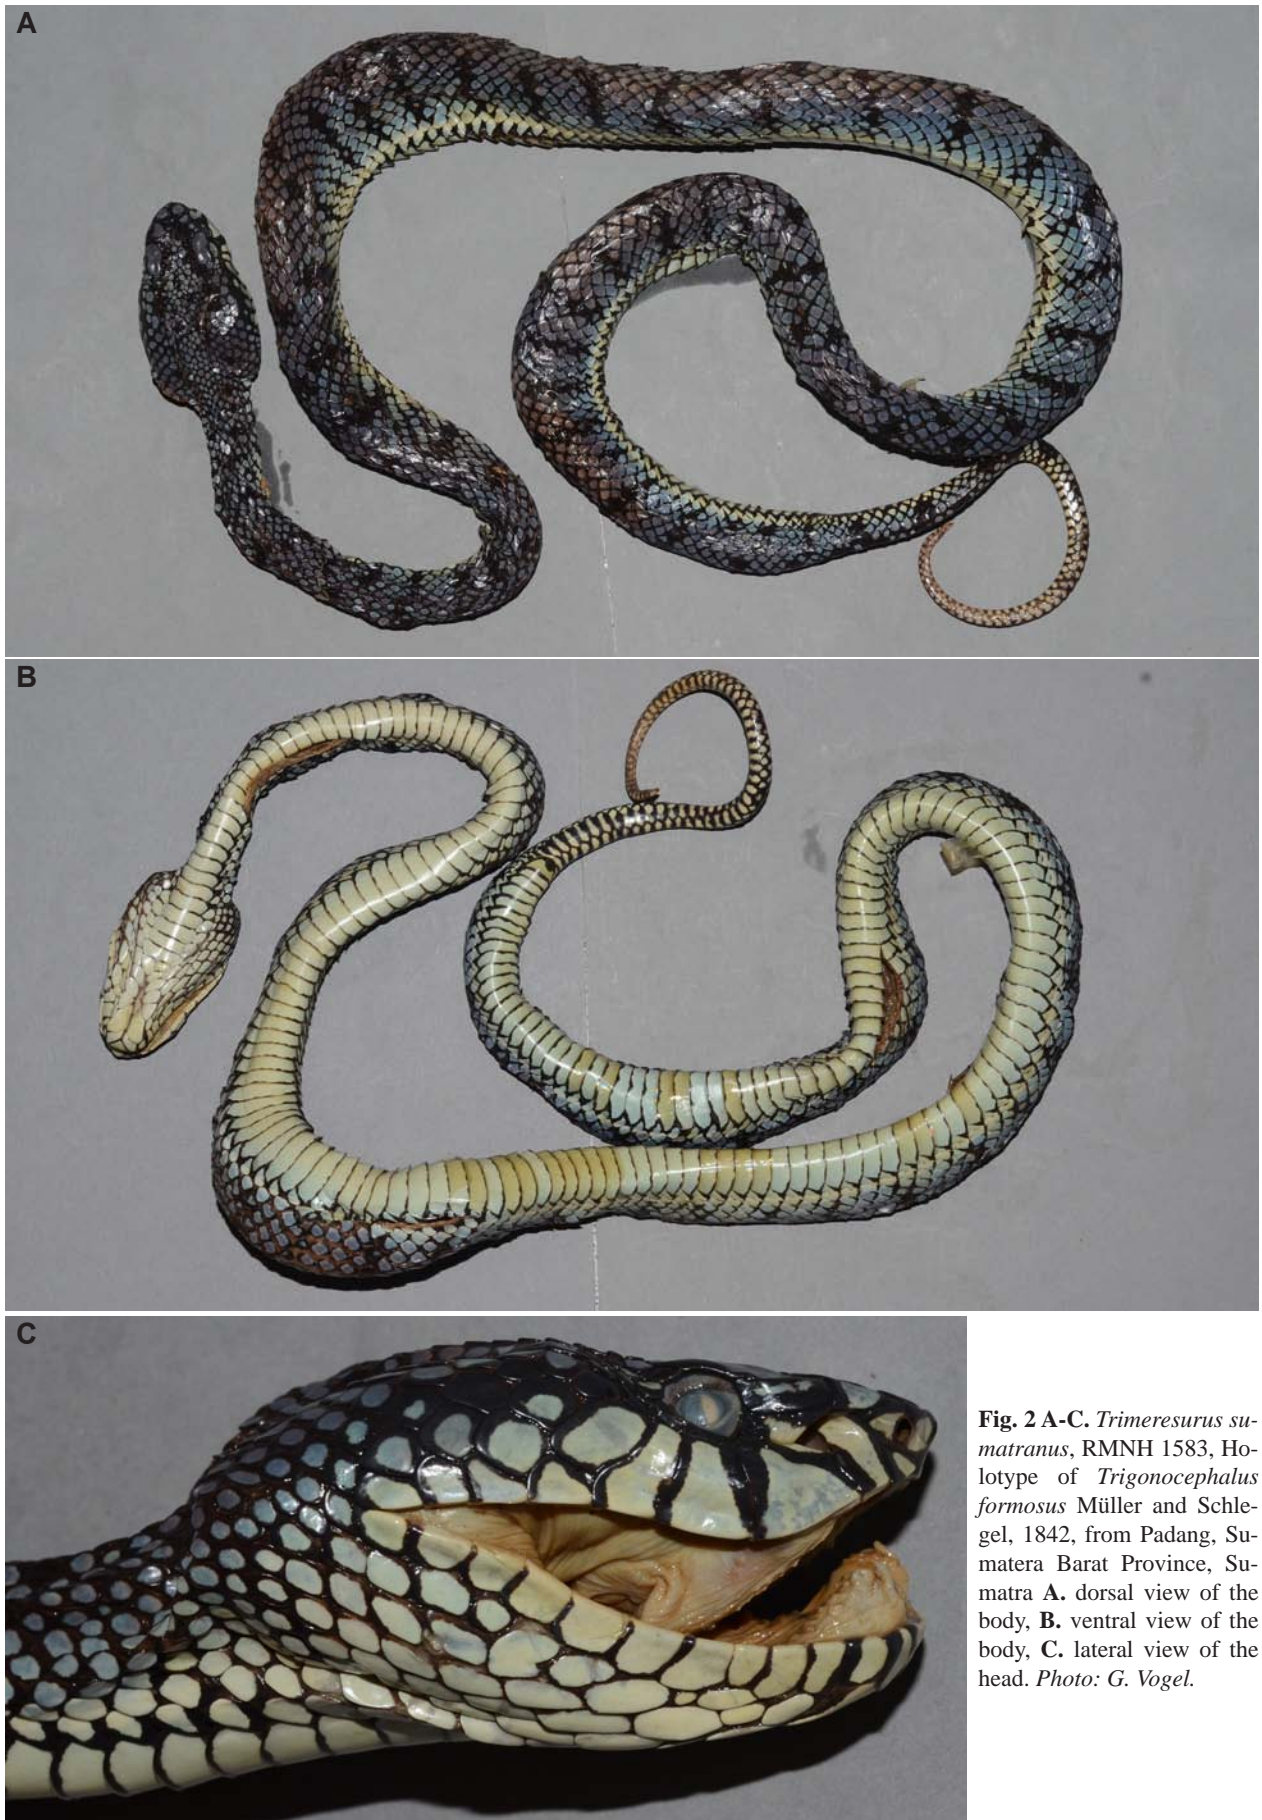 A
B
C
Fig. 2 A-C. Trimeresurus su-
matranus, RMNH 1583, Ho-
lotype of Trigonocephalus
formosus Müller and Schle-
gel, 1842, from Padang, Su-
matera Barat Province, Su-
matra A. dorsal view of the
body, B. ventral view of the
body, C. lateral view of the
head. Photo: G. Vogel.